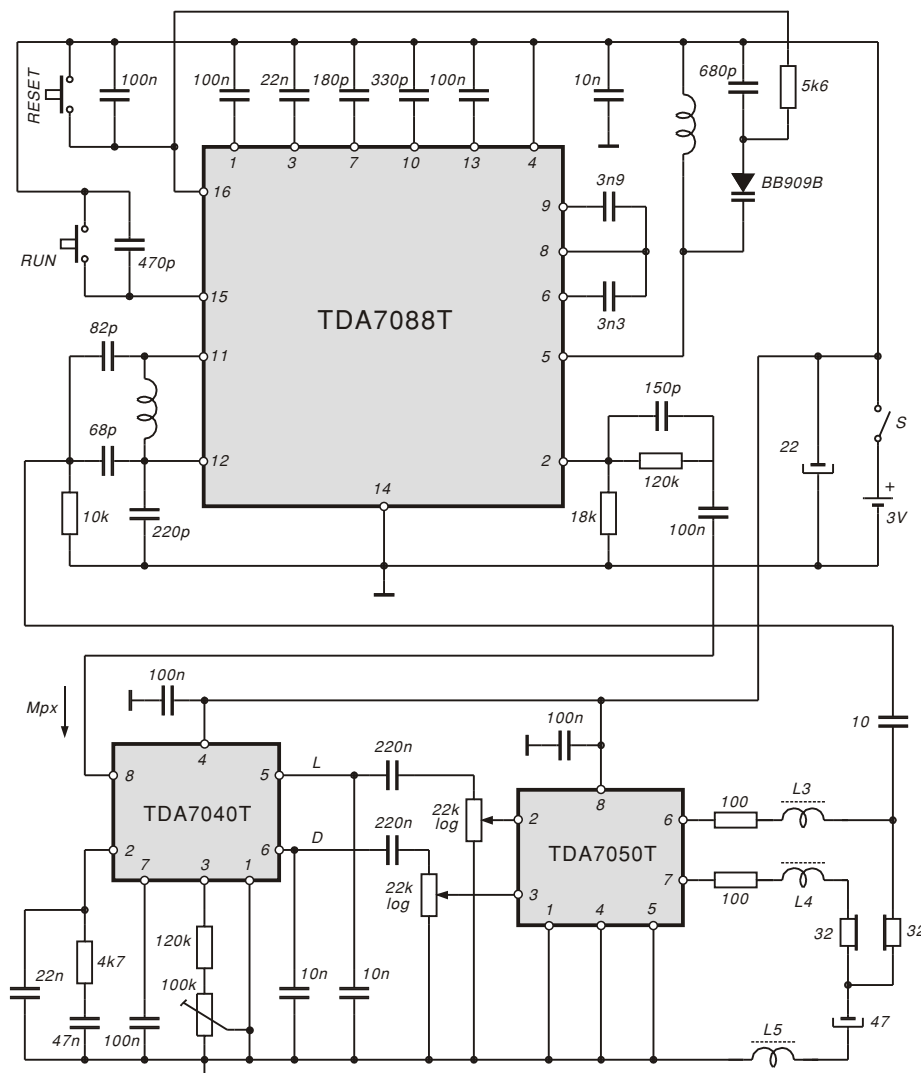 RESET
100n
100n
22n
180p
330p
100n
10n
680p
5k6
1
3
7
10
13
4
16
9
3n9
BB909B
RUN
470p
8
15
TDA7088T
6
3n3
82p
11
5
68p
150p
S
12
2
120k
22
+
3V
10k
220p
14
18k
100n
100n
Mpx
4
100n
10
8
5
L
220n
8
L3
TDA7040T
22k
log
2
6
100
2
6
D
220n
TDA7050T
7
3
1
22k
log
3
7
100
L4
1
4
5
32
32
120k
4k7
22n
100k
10n
10n
47n
100n
L5
47